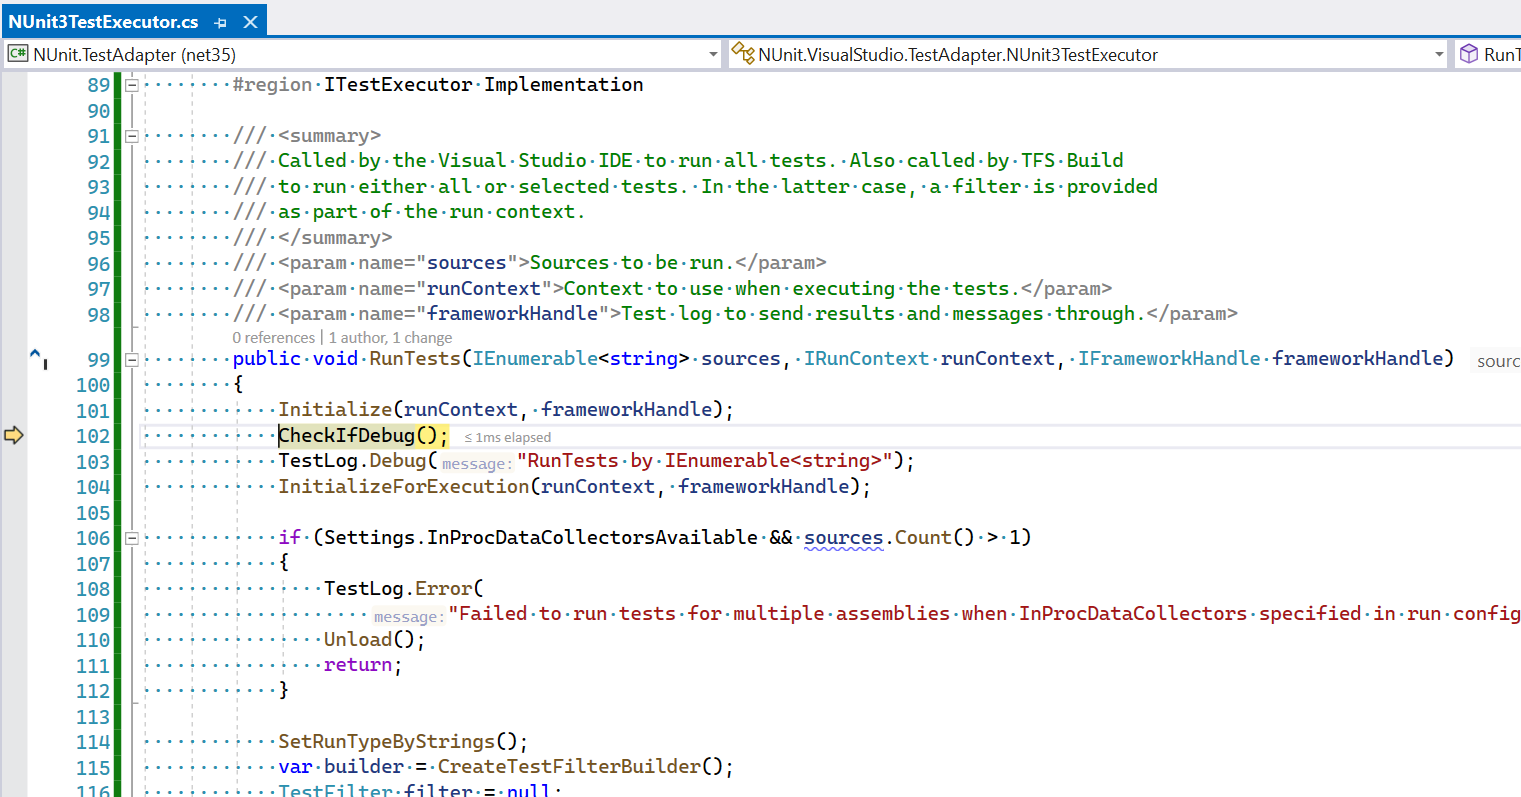 NUnit3TestExecutor.cs
C# NUnit.TestAdapter (net35) NUnit.VisualStudio.TestAdapter.NUnit3TestExecutor RunT
89 #region ITestExecutor Implementation
90
91 /// <summary>
92 /// Called by the Visual Studio IDE to run all tests. Also called by TFS Build
93 /// to run either all or selected tests. In the latter case, a filter is provided
94 /// as part of the run context.
95 /// </summary>
96 /// <param name="sources">Sources to be run.</param>
97 /// <param name="runContext">Context to use when executing the tests.</param>
98 /// <param name="frameworkHandle">Test log to send results and messages through.</param>
0 references | 1 author, 1 change
99 public void RunTests(IEnumerable<string> sources, IRunContext runContext, IFrameworkHandle frameworkHandle) sourc
100 {
101 Initialize(runContext, frameworkHandle);
102 CheckIfDebug(); ≤ 1ms elapsed
103 TestLog.Debug(message: "RunTests by IEnumerable<string>");
104 InitializeForExecution(runContext, frameworkHandle);
105
106 if (Settings.InProcDataCollectorsAvailable && sources.Count() > 1)
107 {
108 TestLog.Error(
109 message: "Failed to run tests for multiple assemblies when InProcDataCollectors specified in run config
110 Unload();
111 return;
112 }
113
114 SetRunTypeByStrings();
115 var builder = CreateTestFilterBuilder();
116 TestFilter filter = null;